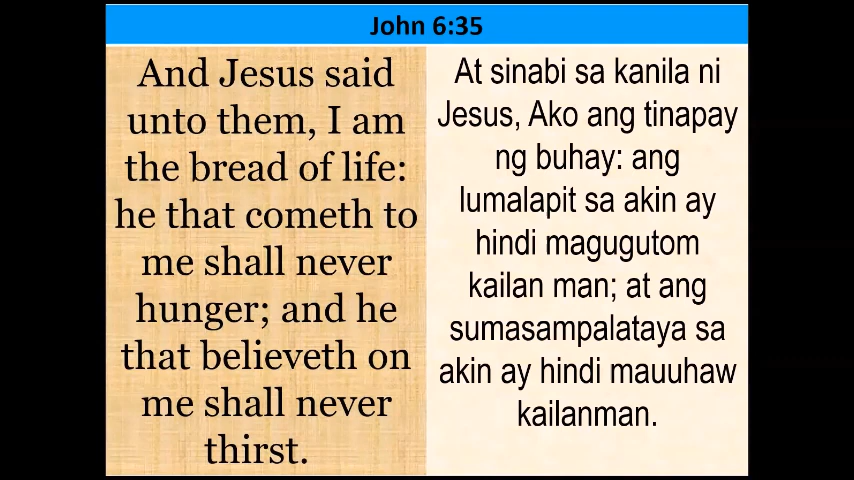 John 6:35
And Jesus said
unto them, I am
the bread of life:
he that cometh to
me shall never
hunger; and he
that believeth on
me shall never
thirst.
At sinabi sa kanila ni
Jesus, Ako ang tinapay
ng buhay: ang
lumalapit sa akin ay
hindi magugutom
kailan man; at ang
sumasampalataya sa
akin ay hindi mauuhaw
kailanman.